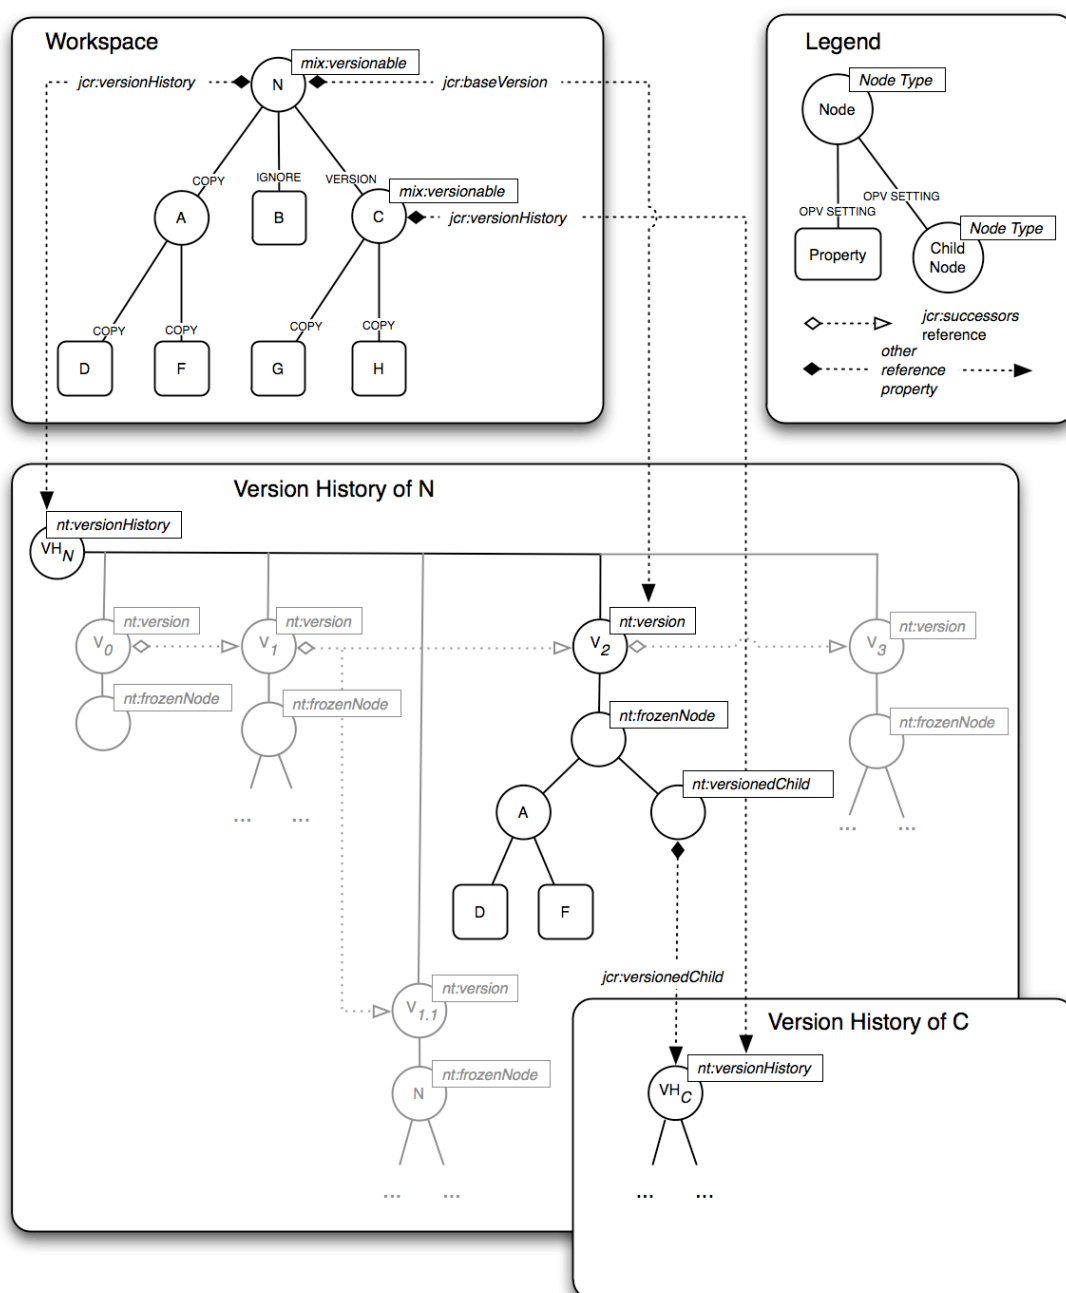 Workspace
mix:versionable
jcr:versionHistory
N
jcr:baseVersion
COPY
IGNORE
VERSION
mix:versionable
A
B
C
jcr:versionHistory
COPY
COPY
COPY
COPY
D
F
G
H
Legend
Node Type
Node
OPV SETTING
OPV SETTING
Node Type
Property
Child
Node
jcr:successors
reference
other
reference
property
Version History of N
nt:versionHistory
VHN
nt:version
nt:version
nt:version
nt:version
V0
V1
V2
V3
nt:frozenNode
nt:frozenNode
nt:frozenNode
nt:frozenNode
nt:versionedChild
A
... ...
... ...
D
F
jcr:versionedChild
nt:version
V1.1
Version History of C
nt:frozenNode
nt:versionHistory
N
VHC
... ...
... ...